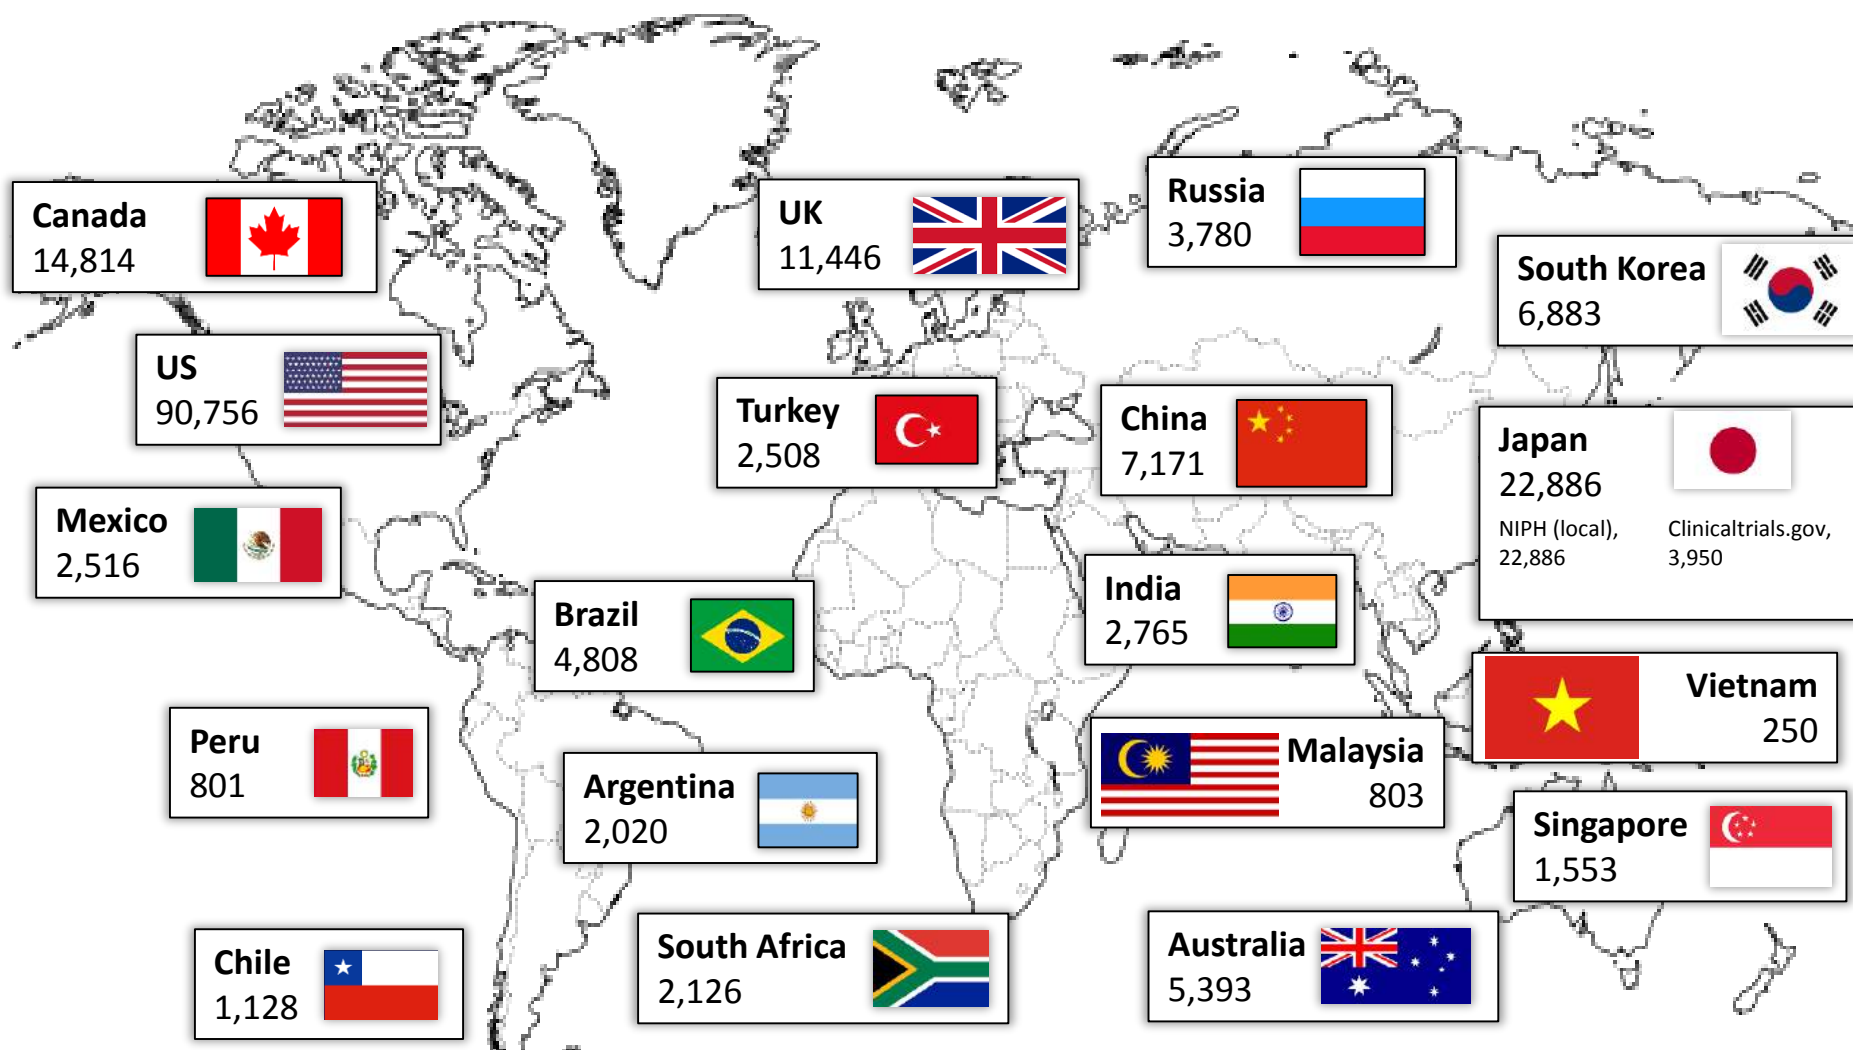 Canada
14,814
UK
11,446
Russia
3,780
South Korea
6,883
US
90,756
Turkey
2,508
China
7,171
Japan
22,886
NIPH (local),
22,886
Clinicaltrials.gov,
3,950
Mexico
2,516
Brazil
4,808
India
2,765
Vietnam
250
Peru
801
Argentina
2,020
Malaysia
803
Singapore
1,553
Chile
1,128
South Africa
2,126
Australia
5,393